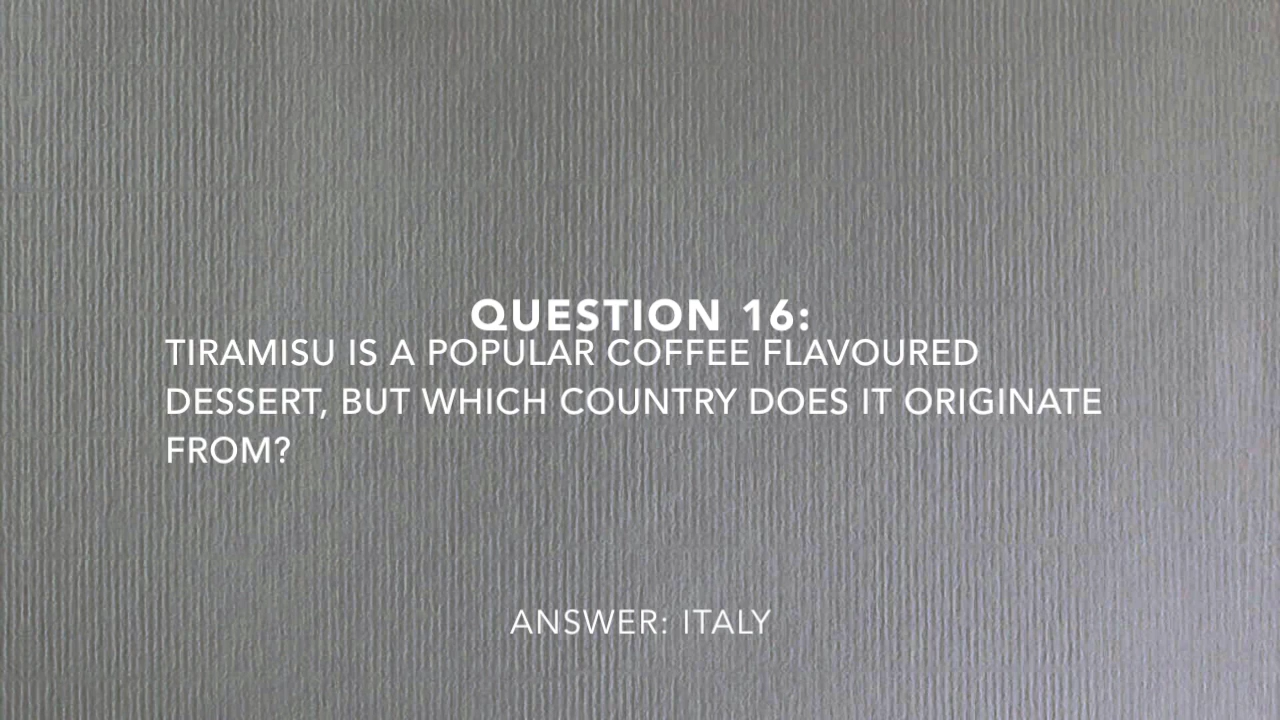 QUESTION 16:
TIRAMISU IS A POPULAR COFFEE FLAVOURED
DESSERT, BUT WHICH COUNTRY DOES IT ORIGINATE
FROM?
ANSWER: ITALY